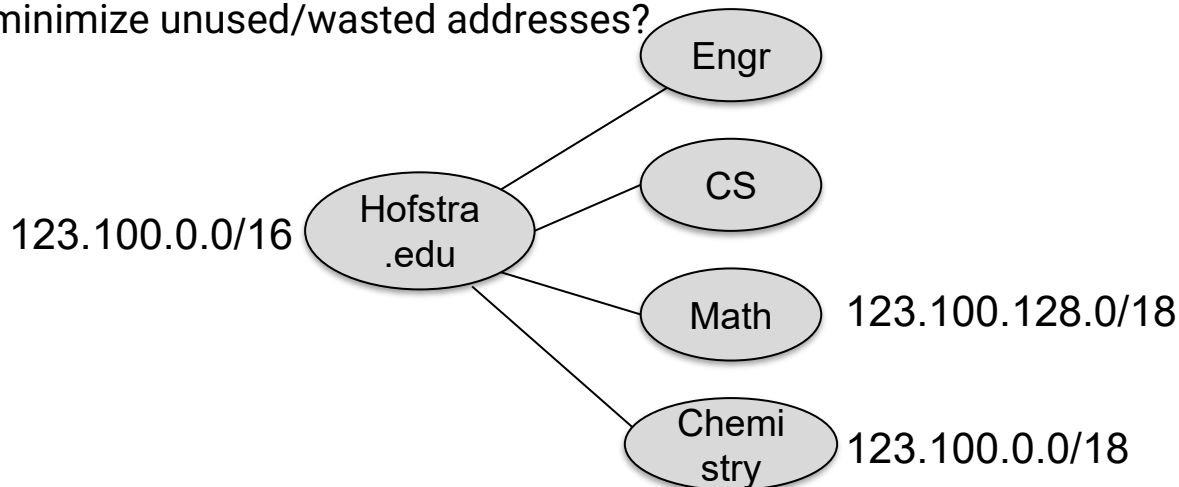 minimize unused/wasted addresses?
Engr
CS
Hofstra
.edu
123.100.0.0/16
Math
123.100.128.0/18
Chemi
stry
123.100.0.0/18